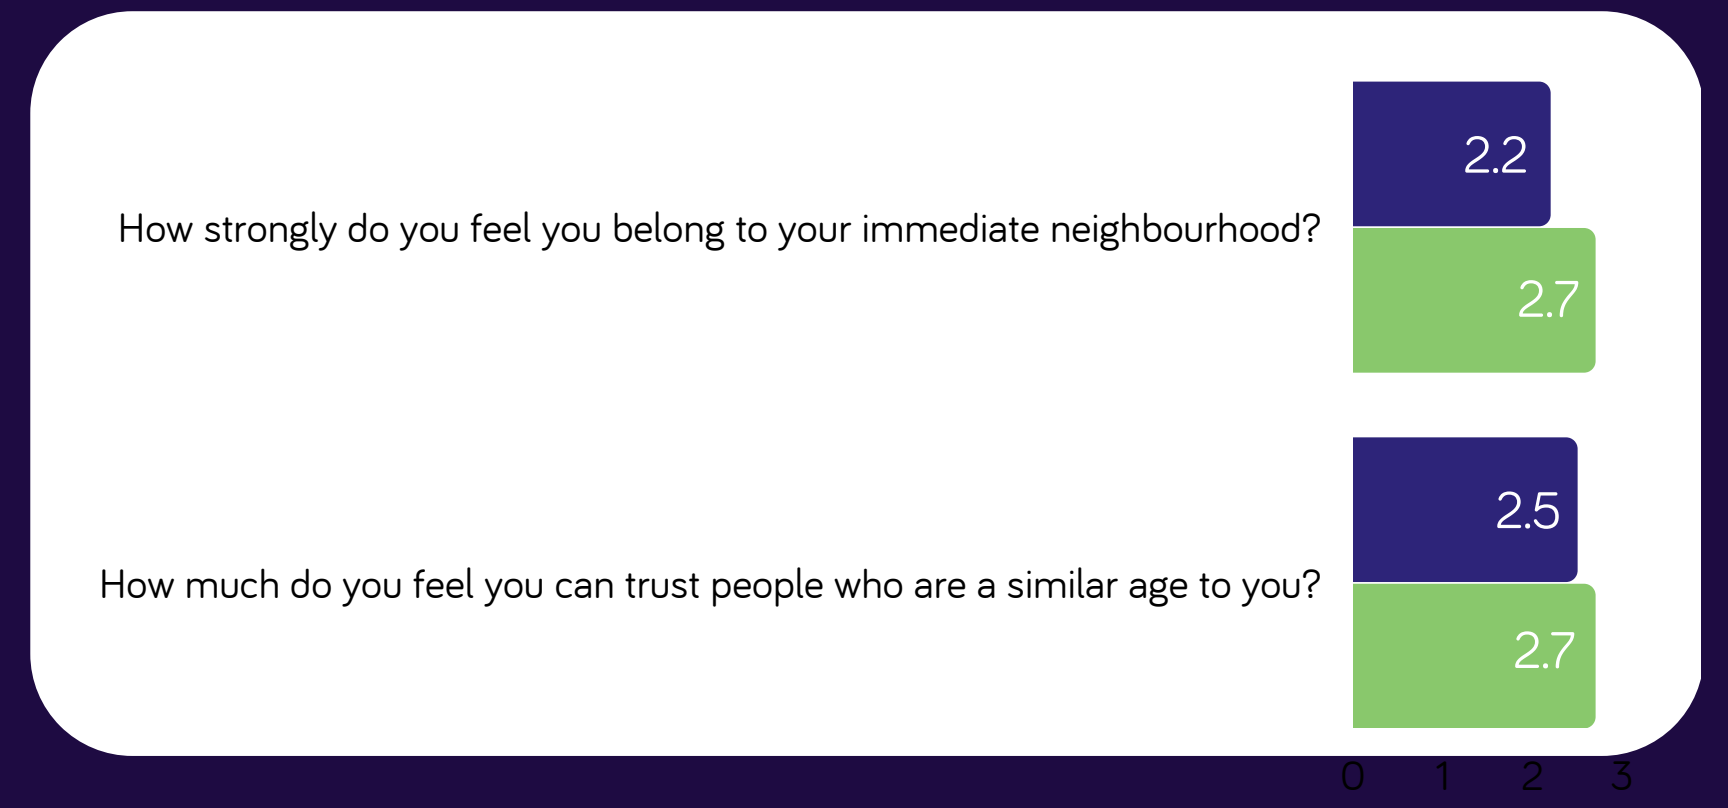 2.2
How strongly do you feel you belong to your immediate neighbourhood?
2.7
2.5
How much do you feel you can trust people who are a similar age to you?
2.7
0 1 2 3